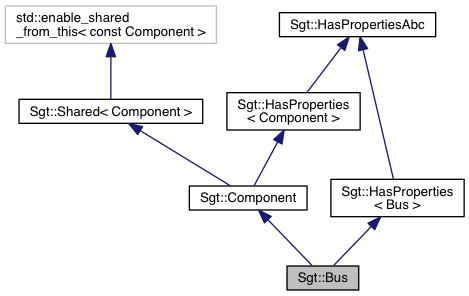 std::enable_shared
_from_this< const Component >
Sgt::HasPropertiesAbc
Sgt::Shared< Component >
Sgt::HasProperties
< Component >
Sgt::Component
Sgt::HasProperties
< Bus >
Sgt::Bus